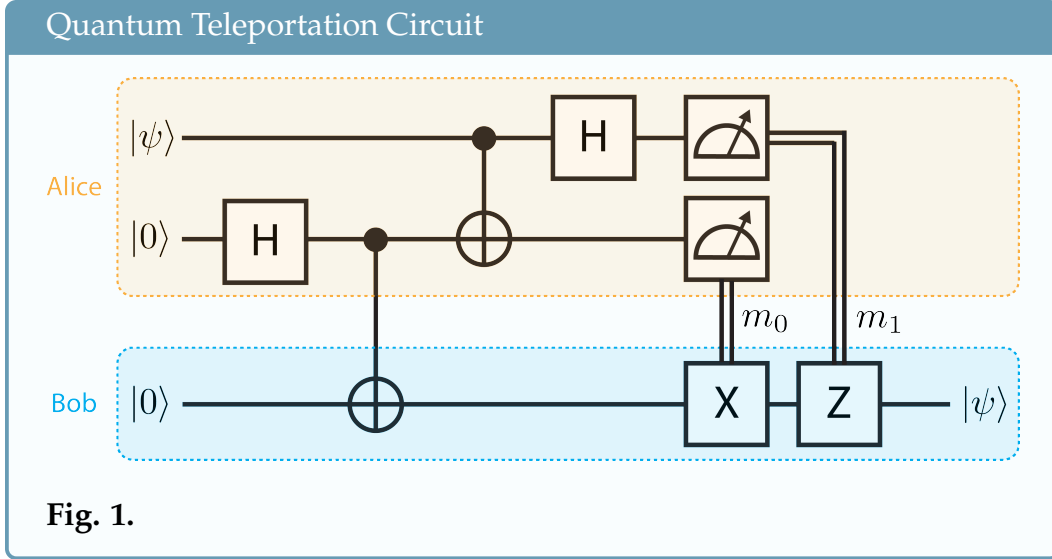 Quantum Teleportation Circuit
|ψ⟩ H
Alice
|0⟩ H
m₀ m₁
Bob |0⟩ X Z |ψ⟩
Fig. 1.